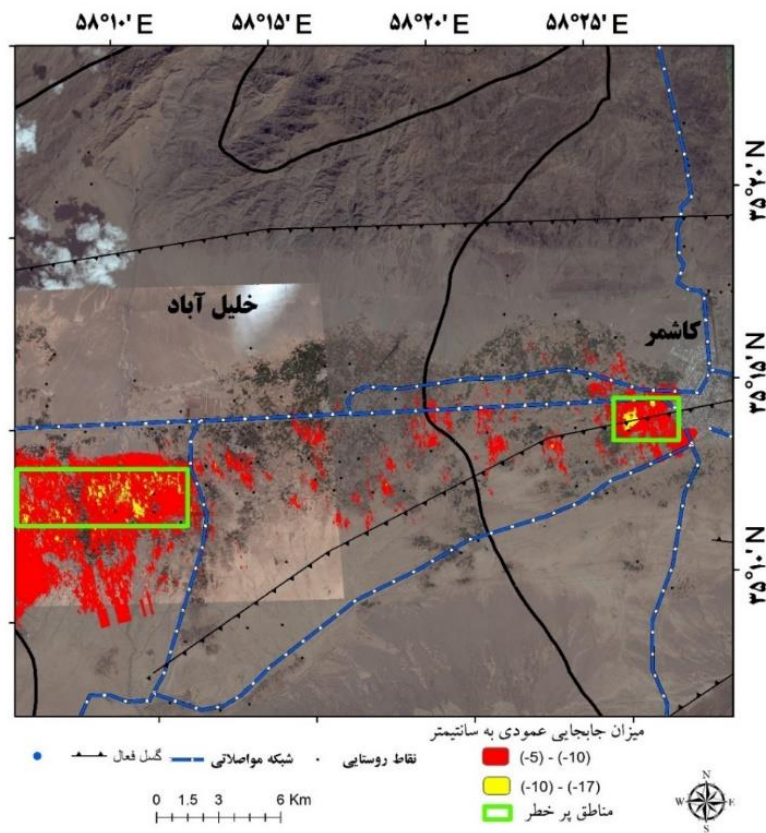 ۵۸°۱۰' E ۵۸°۱۵' E ۵۸°۲۰' E ۵۸°۲۵' E
۳۵°۲۰' N
خلیل آباد
کاشمر
۳۵°۱۵' N
۳۵°۱۰' N
میزان جابجایی عمودی به سانتیمتر
گسل فعال شبکه مواصلاتی نقاط روستایی
(-5) - (-10)
(-10) - (-17)
مناطق پر خطر
0 1.5 3 6 Km
N
W E
S